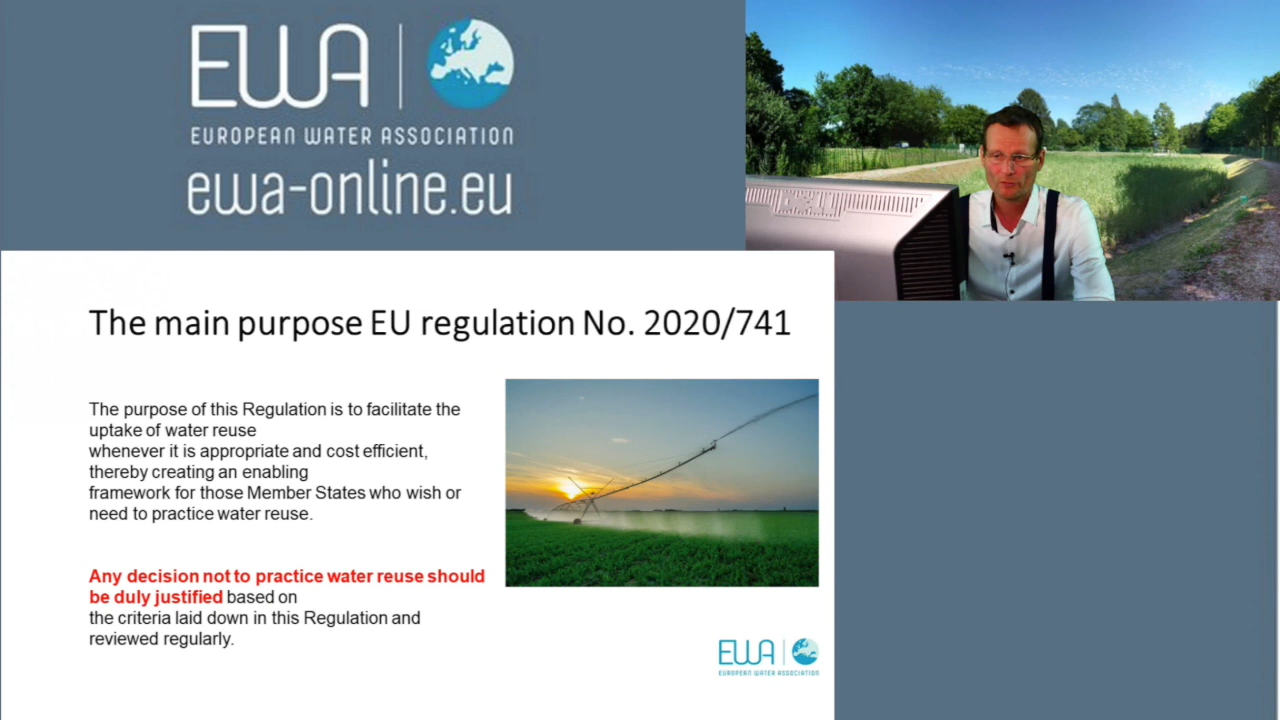 EWA
EUROPEAN WATER ASSOCIATION
ewa-online.eu
The main purpose EU regulation No. 2020/741
The purpose of this Regulation is to facilitate the
uptake of water reuse
whenever it is appropriate and cost efficient,
thereby creating an enabling
framework for those Member States who wish or
need to practice water reuse.
Any decision not to practice water reuse should
be duly justified based on
the criteria laid down in this Regulation and
reviewed regularly.
EWA
EUROPEAN WATER ASSOCIATION